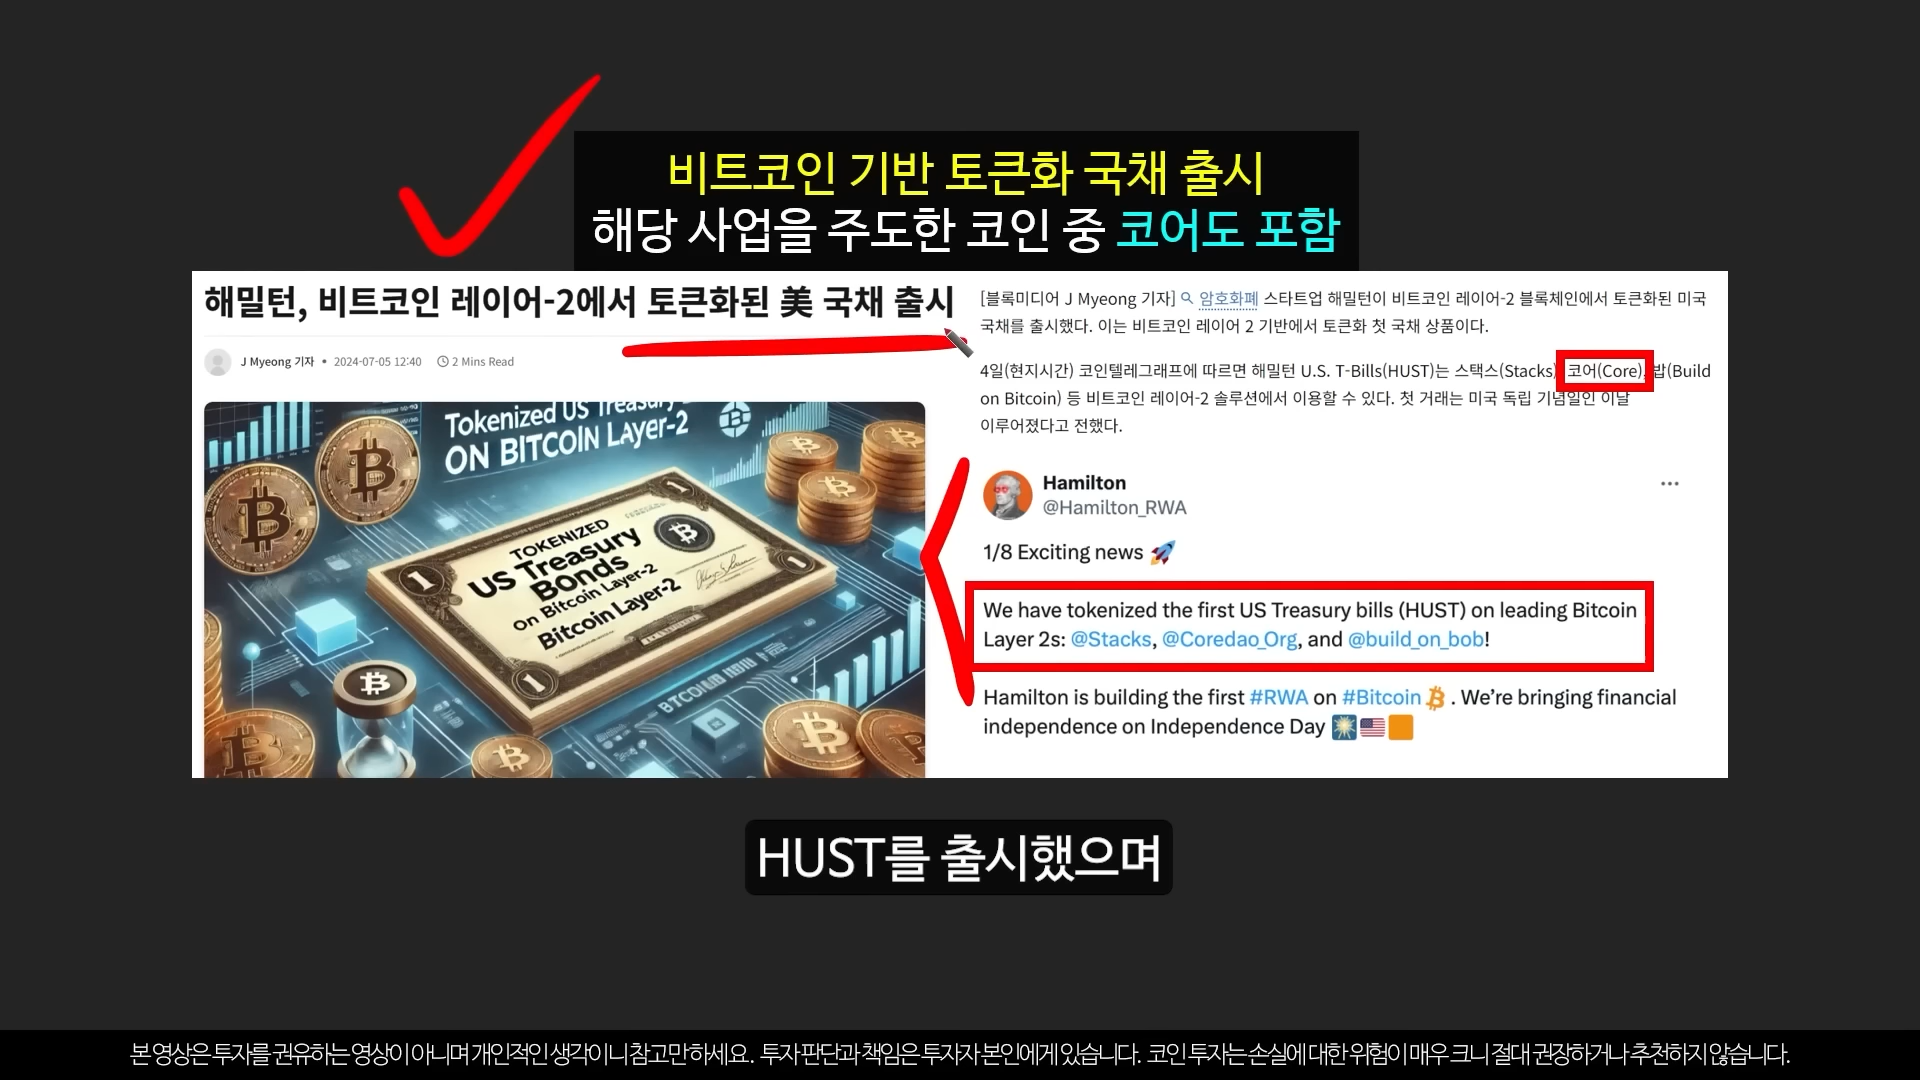 비트코인 기반 토큰화 국채 출시
해당 사업을 주도한 코인 중 코어도 포함
해밀턴, 비트코인 레이어-2에서 토큰화된 美 국채 출시
J Myeong 기자 • 2024-07-05 12:40 2 Mins Read
Tokenized US Treasury
ON BITCOIN LAYER-2
TOKENIZED
US Treasury
Bonds
on Bitcoin Layer-2
Bitcoin Layer-2
1
1
1
1
[블록미디어 J Myeong 기자] 암호화폐 스타트업 해밀턴이 비트코인 레이어-2 블록체인에서 토큰화된 미국
국채를 출시했다. 이는 비트코인 레이어 2 기반에서 토큰화 첫 국채 상품이다.
4일(현지시간) 코인텔레그래프에 따르면 해밀턴 U.S. T-Bills(HUST)는 스택스(Stacks) 코어(Core), 밥(Build
on Bitcoin) 등 비트코인 레이어-2 솔루션에서 이용할 수 있다. 첫 거래는 미국 독립 기념일인 이날
이루어졌다고 전했다.
Hamilton
@Hamilton_RWA
1/8 Exciting news 🚀
We have tokenized the first US Treasury bills (HUST) on leading Bitcoin
Layer 2s: @Stacks, @Coredao_Org, and @build_on_bob!
Hamilton is building the first #RWA on #Bitcoin . We’re bringing financial
independence on Independence Day 🎆🇺🇸🟧
HUST를 출시했으며
본 영상은 투자를 권유하는 영상이 아니며 개인적인 생각이니 참고만 하세요. 투자 판단과 책임은 투자자 본인에게 있습니다. 코인 투자는 손실에 대한 위험이 매우 크니 절대 권장하거나 추천하지 않습니다.